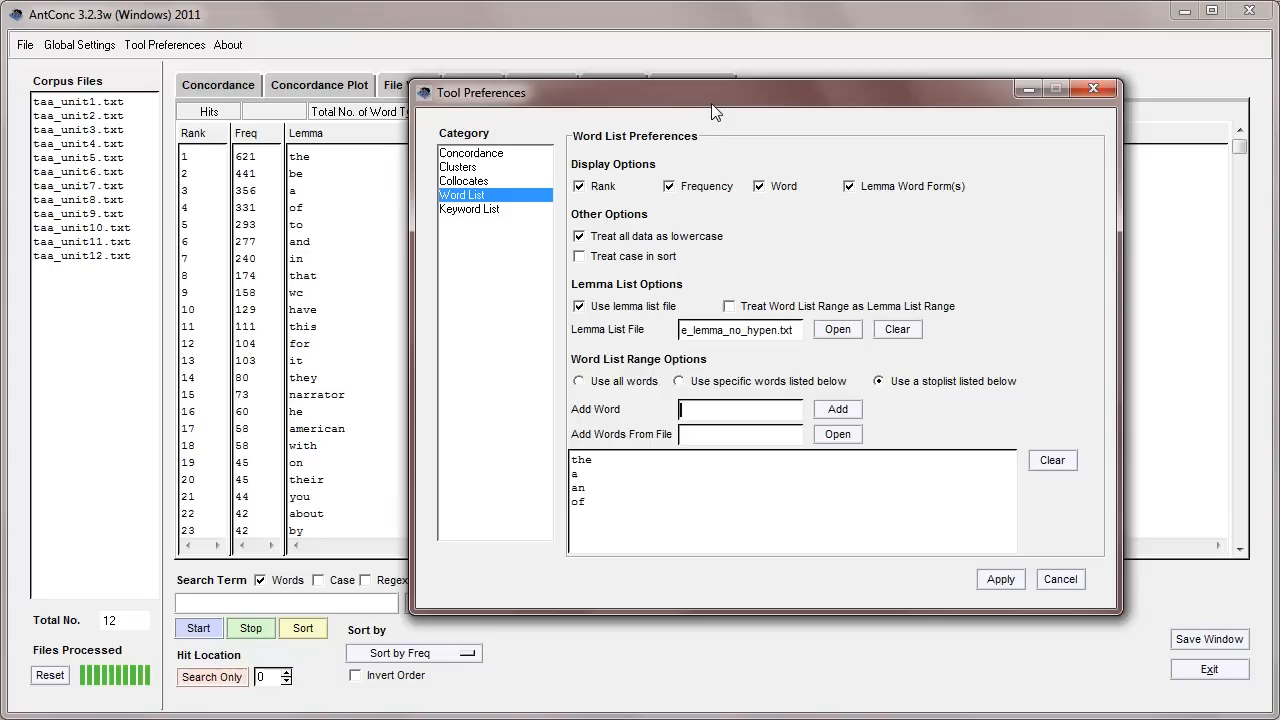 AntConc 3.2.3w (Windows) 2011
File Global Settings Tool Preferences About
Corpus Files
taa_unit1.txt
taa_unit2.txt
taa_unit3.txt
taa_unit4.txt
taa_unit5.txt
taa_unit6.txt
taa_unit7.txt
taa_unit8.txt
taa_unit9.txt
taa_unit10.txt
taa_unit11.txt
taa_unit12.txt
Total No. 12
Files Processed
Reset
Concordance Concordance Plot File
Hits Total No. of Word T
Rank Freq Lemma
1 621 the
2 441 be
3 356 a
4 331 of
5 293 to
6 277 and
7 240 in
8 174 that
9 158 we
10 129 have
11 111 this
12 104 for
13 103 it
14 80 they
15 73 narrator
16 60 he
17 58 american
18 58 with
19 45 on
20 45 their
21 44 you
22 42 about
23 42 by
Search Term Words Case Regex
Start Stop Sort
Sort by
Sort by Freq
Hit Location
Search Only 0
Invert Order
Save Window
Exit
Tool Preferences
Category
Concordance
Clusters
Collocates
Word List
Keyword List
Word List Preferences
Display Options
Rank Frequency Word Lemma Word Form(s)
Other Options
Treat all data as lowercase
Treat case in sort
Lemma List Options
Use lemma list file Treat Word List Range as Lemma List Range
Lemma List File e_lemma_no_hypen.txt Open Clear
Word List Range Options
Use all words Use specific words listed below Use a stoplist listed below
Add Word Add
Add Words From File Open
the
a
an
of
Clear
Apply Cancel